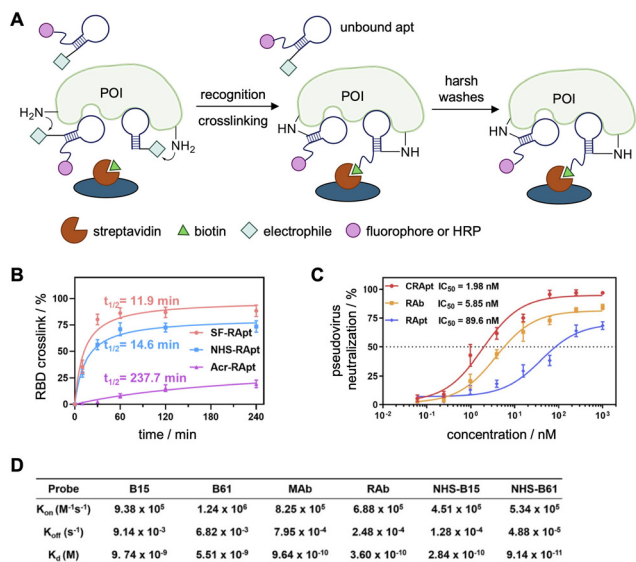 A
unbound apt
POI
H₂N
NH₂
recognition
crosslinking
POI
HN
NH
harsh
washes
POI
HN
NH
streptavidin
biotin
electrophile
fluorophore or HRP
B
RBD crosslink / %
100
75
50
25
0
t1/2= 11.9 min
t1/2= 14.6 min
t1/2= 237.7 min
SF-RApt
NHS-RApt
Acr-RApt
0 60 120 180 240
time / min
C
pseudovirus
neutralization / %
100
75
50
25
0
CRApt IC50 = 1.98 nM
RAb IC50 = 5.85 nM
RApt IC50 = 89.6 nM
10⁻² 10⁻¹ 10⁰ 10¹ 10² 10³
concentration / nM
D
Probe B15 B61 MAb RAb NHS-B15 NHS-B61
Kon (M⁻¹s⁻¹) 9.38 x 10⁵ 1.24 x 10⁶ 8.25 x 10⁵ 6.88 x 10⁵ 4.51 x 10⁵ 5.34 x 10⁵
Koff (s⁻¹) 9.14 x 10⁻³ 6.82 x 10⁻³ 7.95 x 10⁻⁴ 2.48 x 10⁻⁴ 1.28 x 10⁻⁴ 4.88 x 10⁻⁵
Kd (M) 9. 74 x 10⁻⁹ 5.51 x 10⁻⁹ 9.64 x 10⁻¹⁰ 3.60 x 10⁻¹⁰ 2.84 x 10⁻¹⁰ 9.14 x 10⁻¹¹